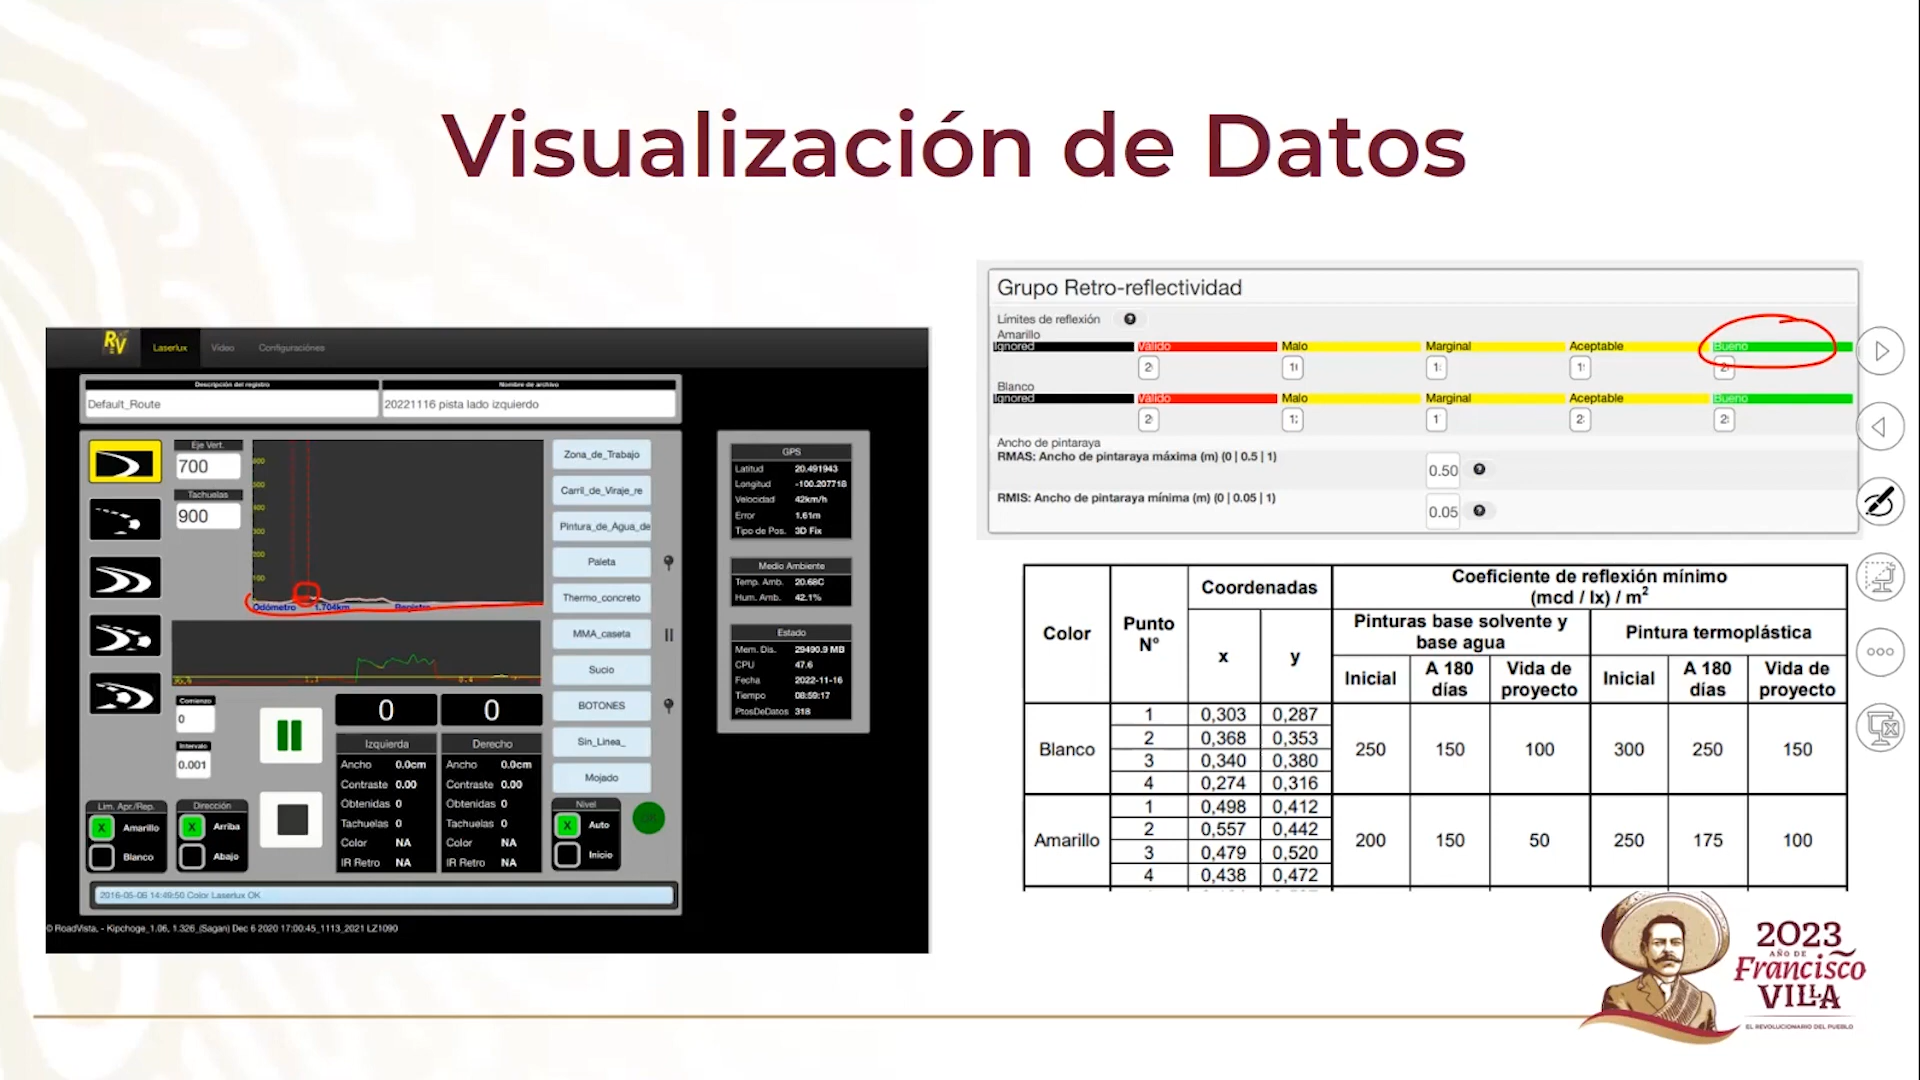 Visualización de Datos
Grupo Retro-reflectividad
Límites de reflexión
Amarillo
Ignored Válido Malo Marginal Aceptable Bueno
Blanco
Ignored Válido Malo Marginal Aceptable Bueno
Ancho de pintaraya
RMAS: Ancho de pintaraya máxima (m) (0 | 0.5 | 1) 0.50
RMIS: Ancho de pintaraya mínima (m) (0 | 0.05 | 1) 0.05
RV Laserlux Video Configuraciónes
Descripción del registro Nombre de archivo
Default_Route 20221116 pista lado izquierdo
Eje Vert.
700
Tachuelas
900
500
400
200
100
Odómetro 1.704km Registro
Zona_de_Trabajo
Carril_de_Viraje_re
Pintura_de_Agua_de
Paleta
Thermo_concreto
MMA_caseta
Sucio
BOTONES
Sin_Linea_
Mojado
GPS
Latitud 20.491943
Longitud -100.207718
Velocidad 42km/h
Error 1.61m
Tipo de Pos. 3D Fix
Medio Ambiente
Temp. Amb. 20.68C
Hum. Amb. 42.1%
Estado
Mem. Dis. 29490.9 MB
CPU 47.6
Fecha 2022-11-16
Tiempo 08:59:17
PtosDeDatos 318
Comienzo
0
Intervalo
0.001
0 0
Izquierda Derecho
Ancho 0.0cm Ancho 0.0cm
Contraste 0.00 Contraste 0.00
Obtenidas 0 Obtenidas 0
Tachuelas 0 Tachuelas 0
Color NA Color NA
IR Retro NA IR Retro NA
Lim. Apr./Rep.
X Amarillo
Blanco
Dirección
X Arriba
Abajo
Nivel
X Auto
Inicio
2016-05-06 14:49:50 Color Laserlux OK
© RoadVista, - Kipchoge_1.06, 1.326_(Sagan) Dec 6 2020 17:00:45_1113_2021 LZ1090
Color Punto N° Coordenadas Coeficiente de reflexión mínimo
(mcd / lx) / m²
x y Pinturas base solvente y base agua Pintura termoplástica
Inicial A 180 días Vida de proyecto Inicial A 180 días Vida de proyecto
Blanco 1 0,303 0,287 250 150 100 300 250 150
2 0,368 0,353
3 0,340 0,380
4 0,274 0,316
Amarillo 1 0,498 0,412 200 150 50 250 175 100
2 0,557 0,442
3 0,479 0,520
4 0,438 0,472
2023
AÑO DE
Francisco
VILLA
EL REVOLUCIONARIO DEL PUEBLO